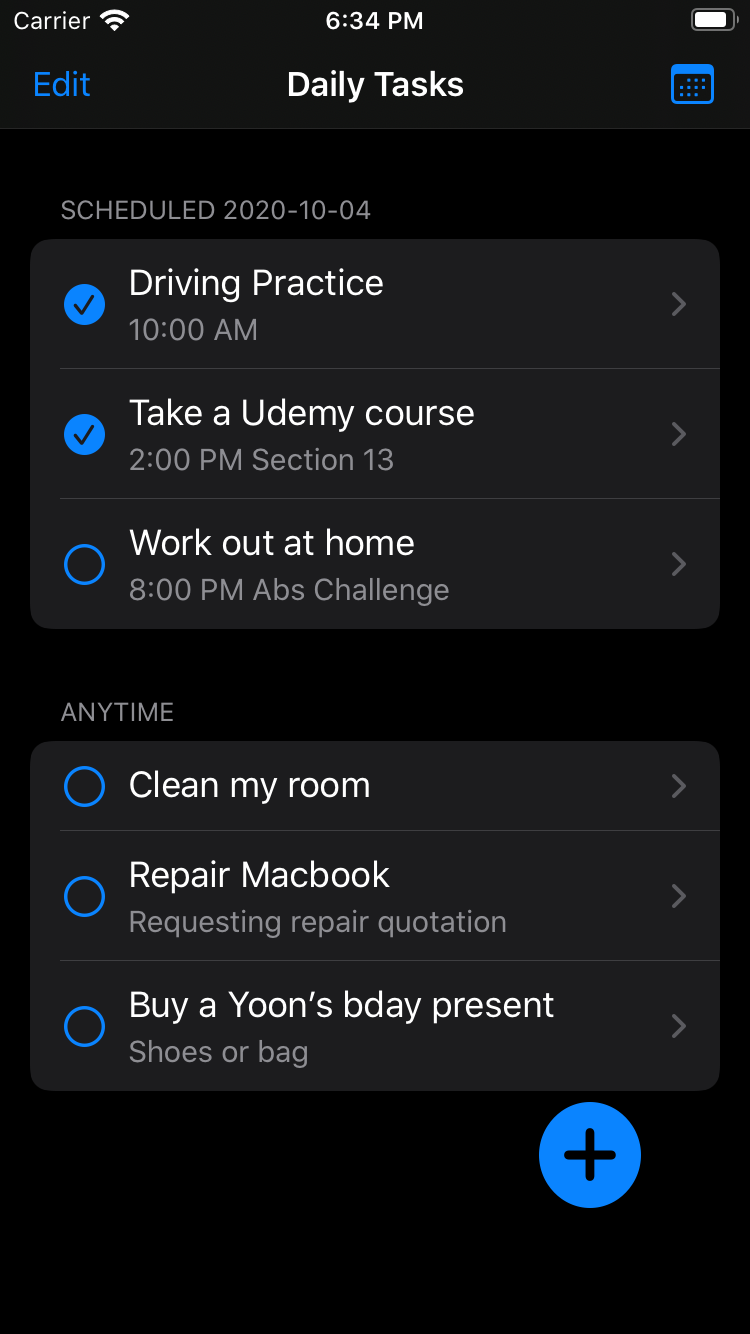 Carrier 6:34 PM
Edit Daily Tasks
SCHEDULED 2020-10-04
Driving Practice
10:00 AM
Take a Udemy course
2:00 PM Section 13
Work out at home
8:00 PM Abs Challenge
ANYTIME
Clean my room
Repair Macbook
Requesting repair quotation
Buy a Yoon’s bday present
Shoes or bag